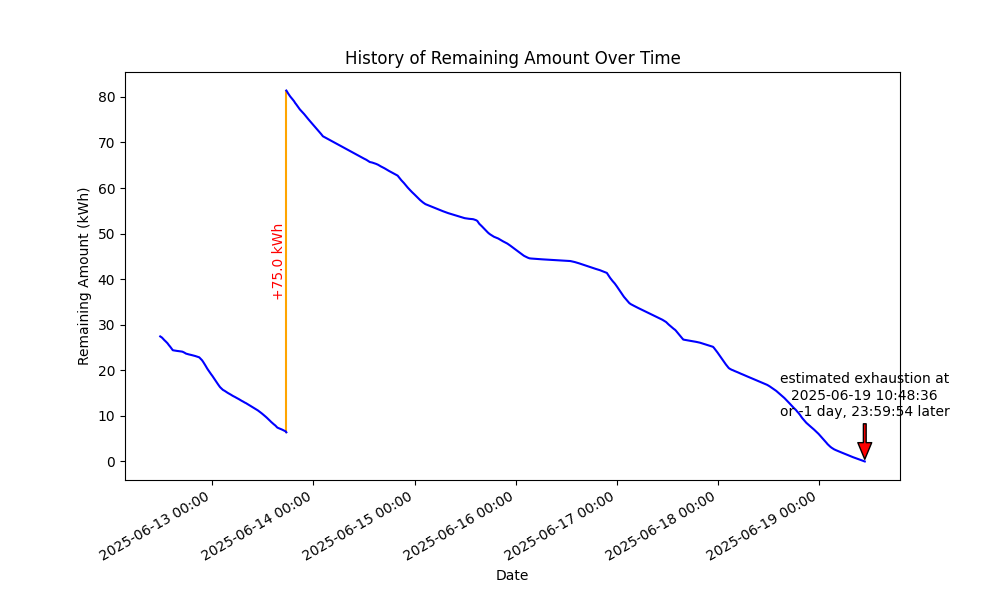 History of Remaining Amount Over Time
Remaining Amount (kWh)
80
70
60
50
40
30
20
10
0
+75.0 kWh
estimated exhaustion at
2025-06-19 10:48:36
or -1 day, 23:59:54 later
2025-06-13 00:00
2025-06-14 00:00
2025-06-15 00:00
2025-06-16 00:00
2025-06-17 00:00
2025-06-18 00:00
2025-06-19 00:00
Date